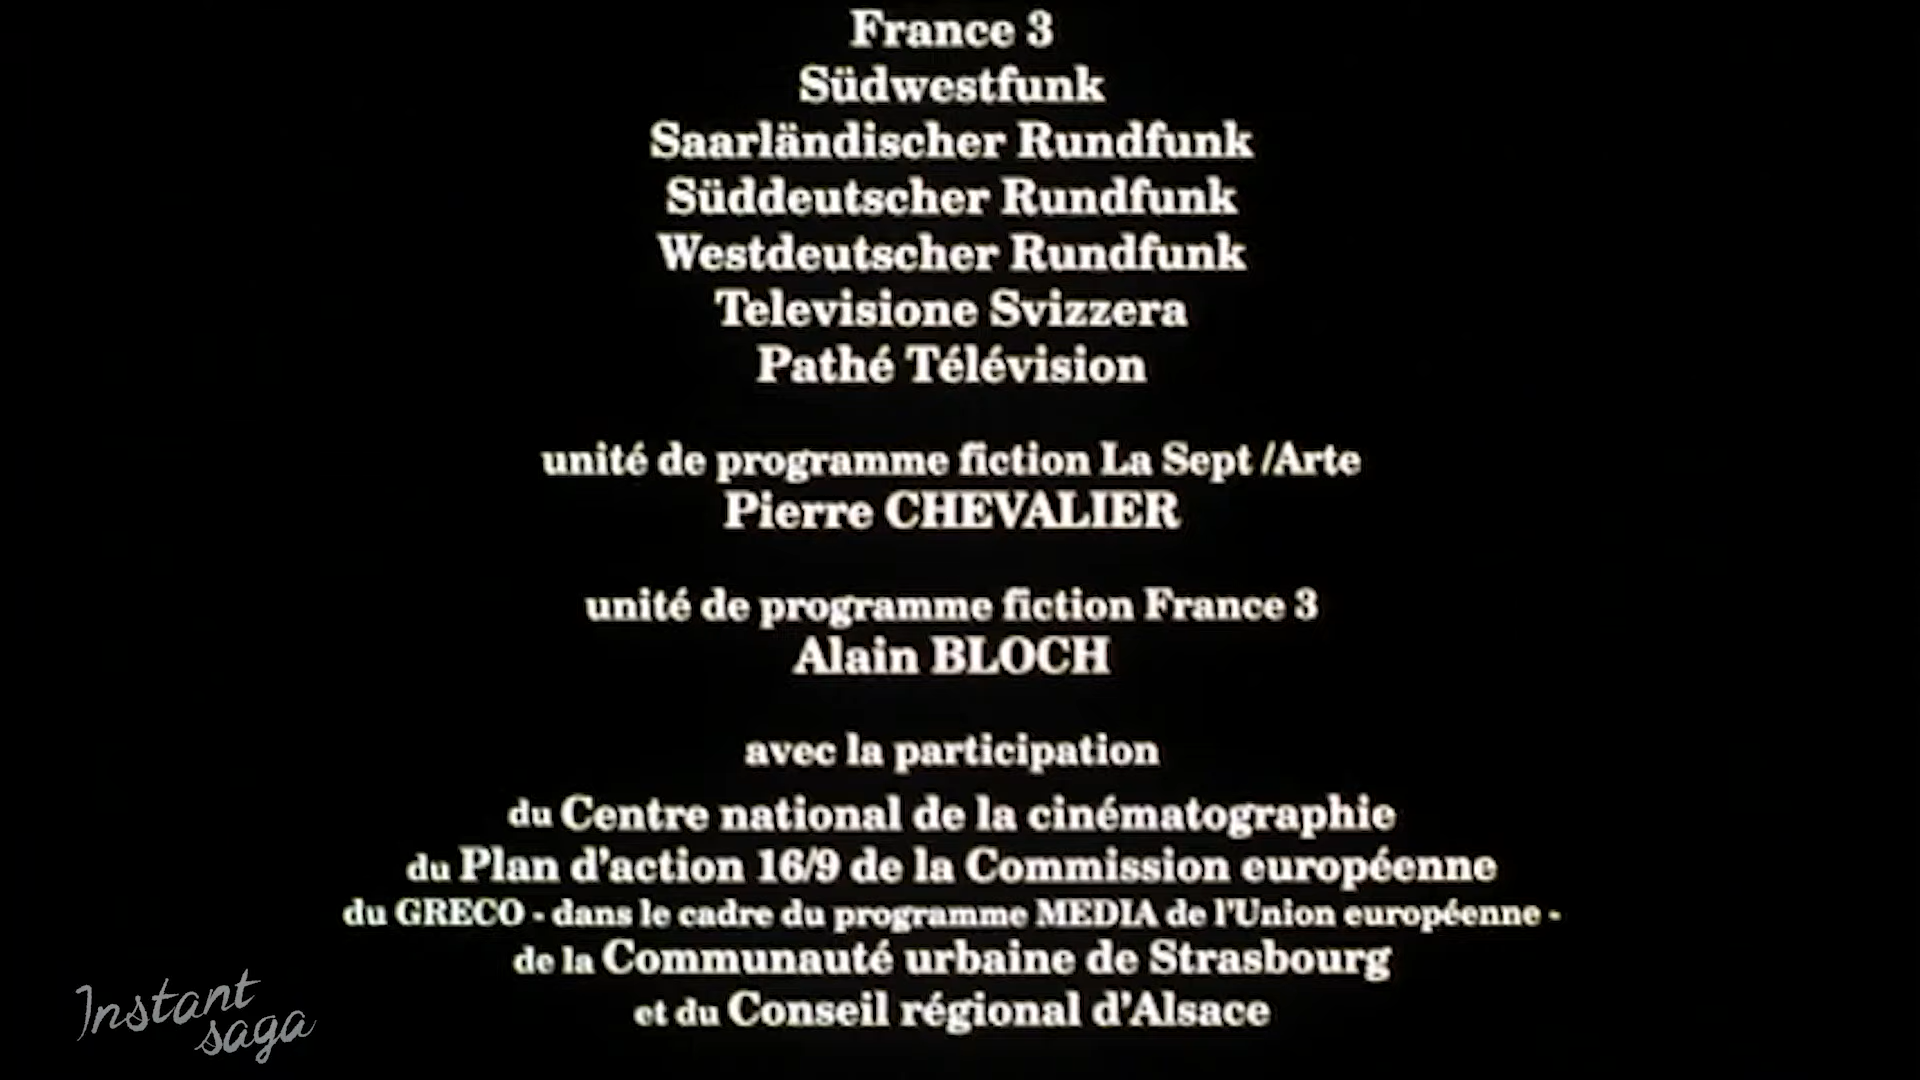 France 3
Südwestfunk
Saarländischer Rundfunk
Süddeutscher Rundfunk
Westdeutscher Rundfunk
Televisione Svizzera
Pathé Télévision
unité de programme fiction La Sept /Arte
Pierre CHEVALIER
unité de programme fiction France 3
Alain BLOCH
avec la participation
du Centre national de la cinématographie
du Plan d'action 16/9 de la Commission européenne
du GRECO - dans le cadre du programme MEDIA de l'Union européenne -
de la Communauté urbaine de Strasbourg
et du Conseil régional d'Alsace
Instant
saga